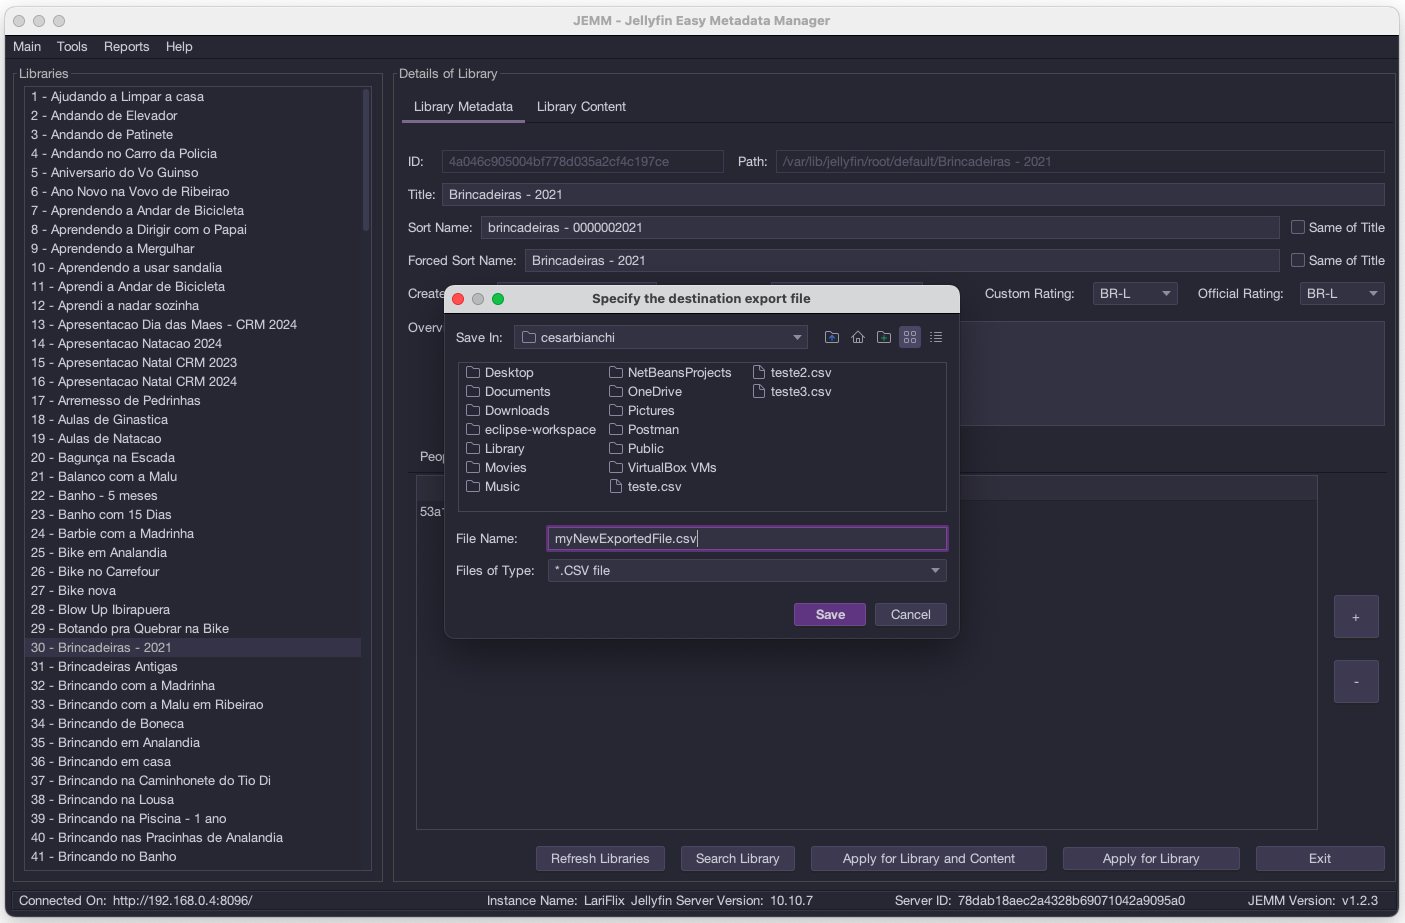 JEMM - Jellyfin Easy Metadata Manager
Main Tools Reports Help
Libraries
1 - Ajudando a Limpar a casa
2 - Andando de Elevador
3 - Andando de Patinete
4 - Andando no Carro da Policia
5 - Aniversario do Vo Guinso
6 - Ano Novo na Vovo de Ribeirao
7 - Aprendendo a Andar de Bicicleta
8 - Aprendendo a Dirigir com o Papai
9 - Aprendendo a Mergulhar
10 - Aprendendo a usar sandalia
11 - Aprendi a Andar de Bicicleta
12 - Aprendi a nadar sozinha
13 - Apresentacao Dia das Maes - CRM 2024
14 - Apresentacao Natacao 2024
15 - Apresentacao Natal CRM 2023
16 - Apresentacao Natal CRM 2024
17 - Arremesso de Pedrinhas
18 - Aulas de Ginastica
19 - Aulas de Natacao
20 - Bagunça na Escada
21 - Balanco com a Malu
22 - Banho - 5 meses
23 - Banho com 15 Dias
24 - Barbie com a Madrinha
25 - Bike em Analandia
26 - Bike no Carrefour
27 - Bike nova
28 - Blow Up Ibirapuera
29 - Botando pra Quebrar na Bike
30 - Brincadeiras - 2021
31 - Brincadeiras Antigas
32 - Brincando com a Madrinha
33 - Brincando com a Malu em Ribeirao
34 - Brincando de Boneca
35 - Brincando em Analandia
36 - Brincando em casa
37 - Brincando na Caminhonete do Tio Di
38 - Brincando na Lousa
39 - Brincando na Piscina - 1 ano
40 - Brincando nas Pracinhas de Analandia
41 - Brincando no Banho
Details of Library
Library Metadata Library Content
ID: 4a046c905004bf778d035a2cf4c197ce Path: /var/lib/jellyfin/root/default/Brincadeiras - 2021
Title: Brincadeiras - 2021
Sort Name: brincadeiras - 0000002021 Same of Title
Forced Sort Name: Brincadeiras - 2021 Same of Title
Create Custom Rating: BR-L Official Rating: BR-L
Overv
Peop
53a1
+
-
Specify the destination export file
Save In: cesarbianchi
Desktop
Documents
Downloads
eclipse-workspace
Library
Movies
Music
NetBeansProjects
OneDrive
Pictures
Postman
Public
VirtualBox VMs
teste.csv
teste2.csv
teste3.csv
File Name: myNewExportedFile.csv
Files of Type: *.CSV file
Save Cancel
Refresh Libraries Search Library Apply for Library and Content Apply for Library Exit
Connected On: http://192.168.0.4:8096/ Instance Name: LariFlix Jellyfin Server Version: 10.10.7 Server ID: 78dab18aec2a4328b69071042a9095a0 JEMM Version: v1.2.3